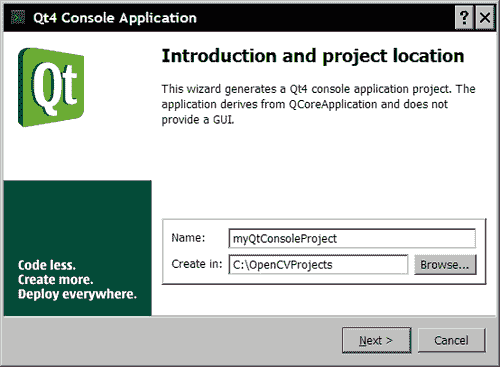 Qt4 Console Application
Qt
Introduction and project location
This wizard generates a Qt4 console application project. The
application derives from QCoreApplication and does not
provide a GUI.
Name: myQtConsoleProject
Create in: C:\OpenCVProjects Browse...
Code less.
Create more.
Deploy everywhere.
Next > Cancel